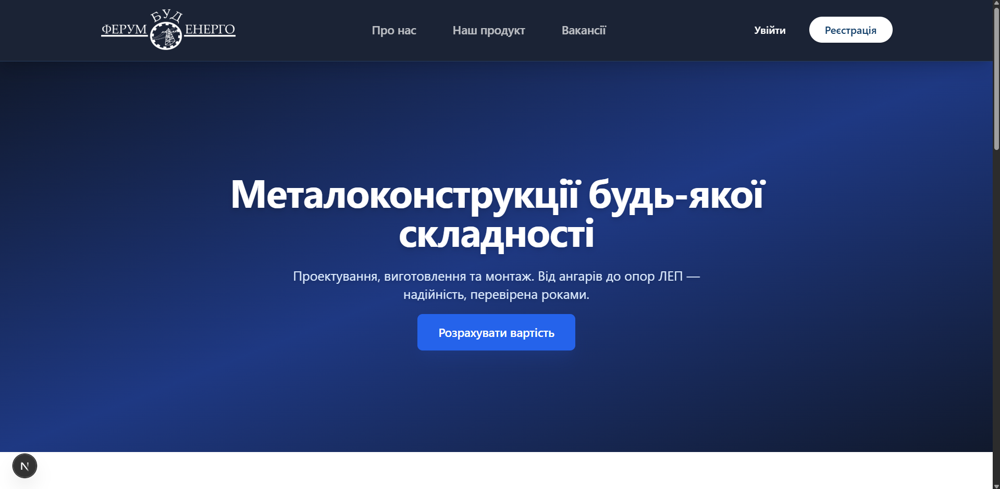 ФЕРУМ БУД ЕНЕРГО
Про нас
Наш продукт
Вакансії
Увійти
Реєстрація
Металоконструкції будь-якої
складності
Проектування, виготовлення та монтаж. Від ангарів до опор ЛЕП —
надійність, перевірена роками.
Розрахувати вартість
N